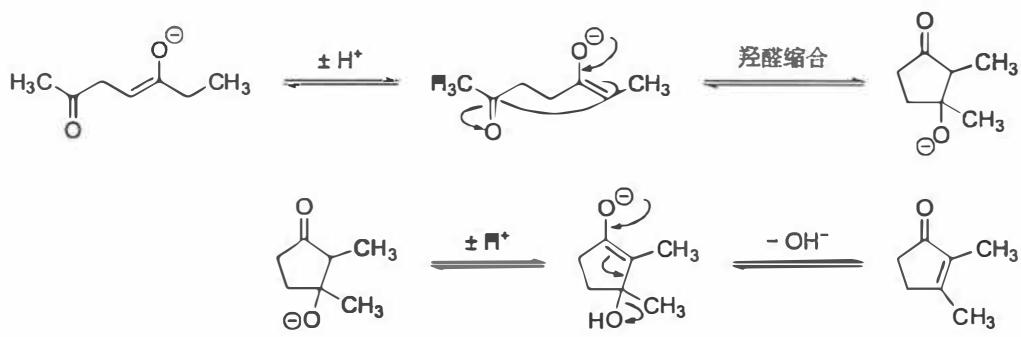 O⊖
H₃C
CH₃
O
± H⁺
O⊖
₃C
CH₃
O
羟醛缩合
O
CH₃
CH₃
⊖O
O
CH₃
CH₃
⊖O
±
⁺
O⊖
CH₃
CH₃
HO
- OH⁻
O
CH₃
CH₃